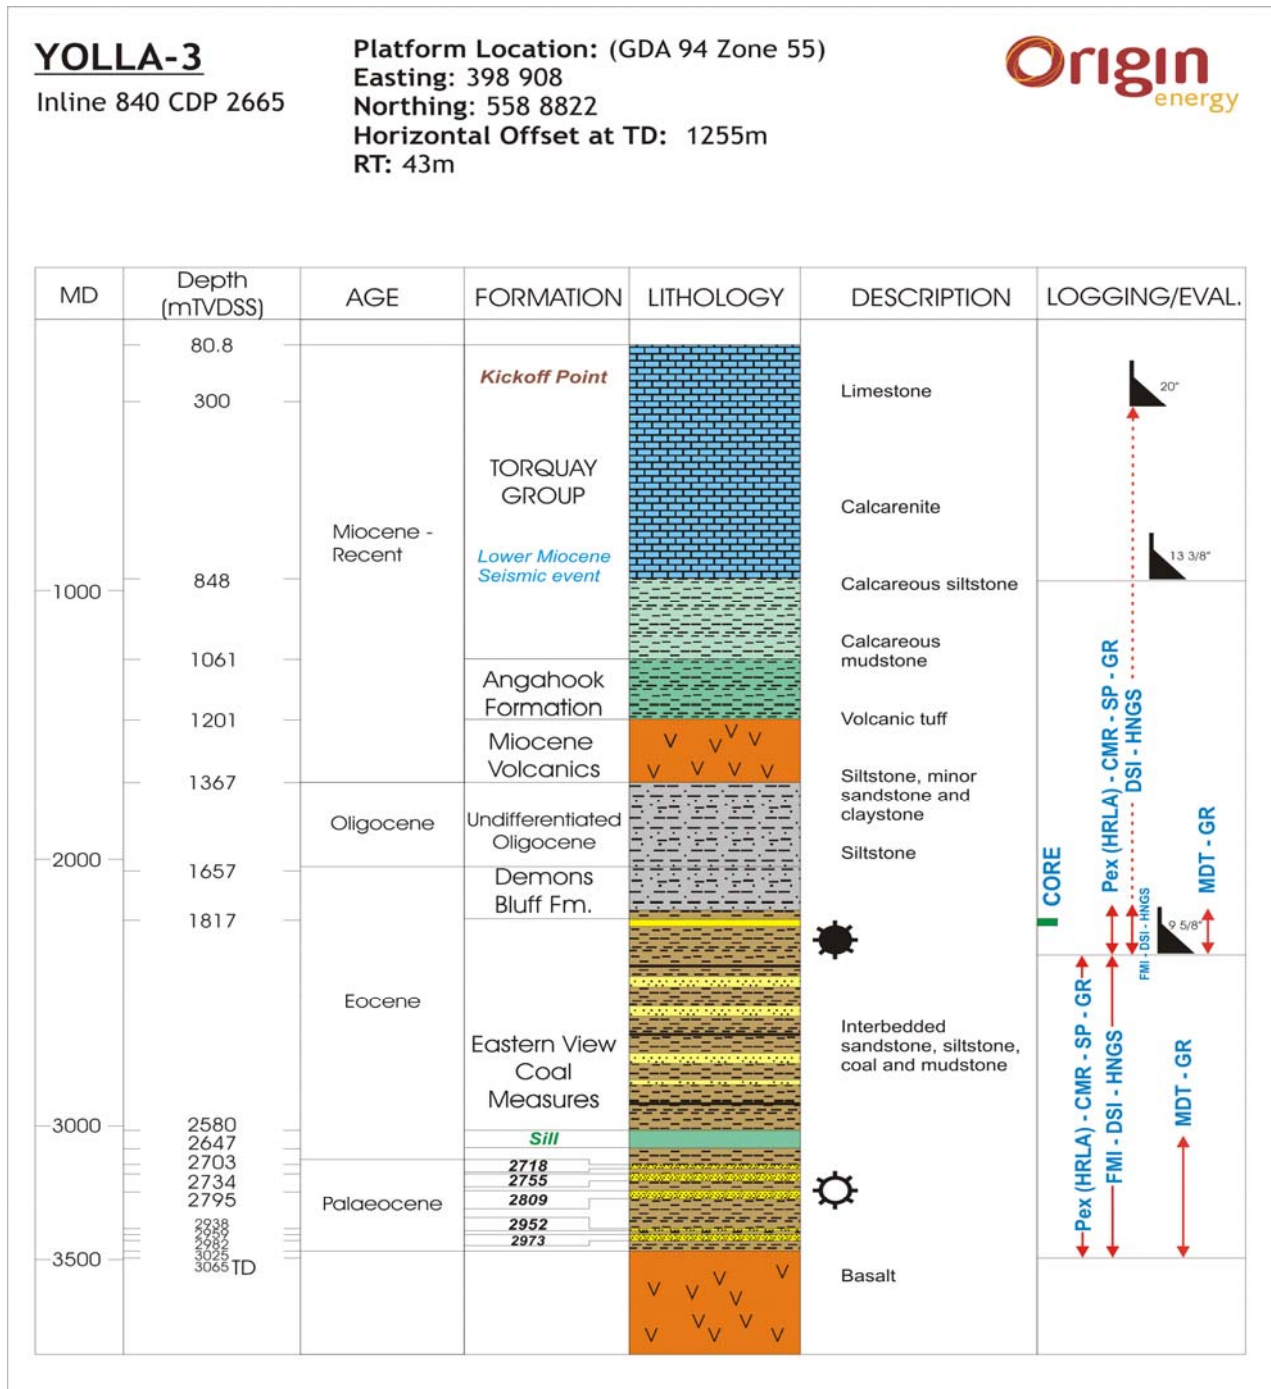 YOLLA-3
Inline 840 CDP 2665
Platform Location: (GDA 94 Zone 55)
Easting: 398 908
Northing: 558 8822
Horizontal Offset at TD: 1255m
RT: 43m
Origin
energy
MD
Depth
(mTVDSS)
AGE
FORMATION
LITHOLOGY
DESCRIPTION
LOGGING/EVAL.
1000
2000
3000
3500
80.8
300
848
1061
1201
1367
1657
1817
2580
2647
2703
2734
2795
2938
2959
2982
3025
3065 TD
Miocene -
Recent
Oligocene
Eocene
Palaeocene
Kickoff Point
TORQUAY
GROUP
Lower Miocene
Seismic event
Angahook
Formation
Miocene
Volcanics
Undifferentiated
Oligocene
Demons
Bluff Fm.
Eastern View
Coal
Measures
Sill
2718
2755
2809
2952
2973
Limestone
Calcarenite
Calcareous siltstone
Calcareous
mudstone
Volcanic tuff
Siltstone, minor
sandstone and
claystone
Siltstone
Interbedded
sandstone, siltstone,
coal and mudstone
Basalt
20"
13 3/8"
CORE
Pex (HRLA) - CMR - SP - GR
DSI - HNGS
FMI - DSI - HNGS
9 5/8"
MDT - GR
Pex (HRLA) - CMR - SP - GR
FMI - DSI - HNGS
MDT - GR